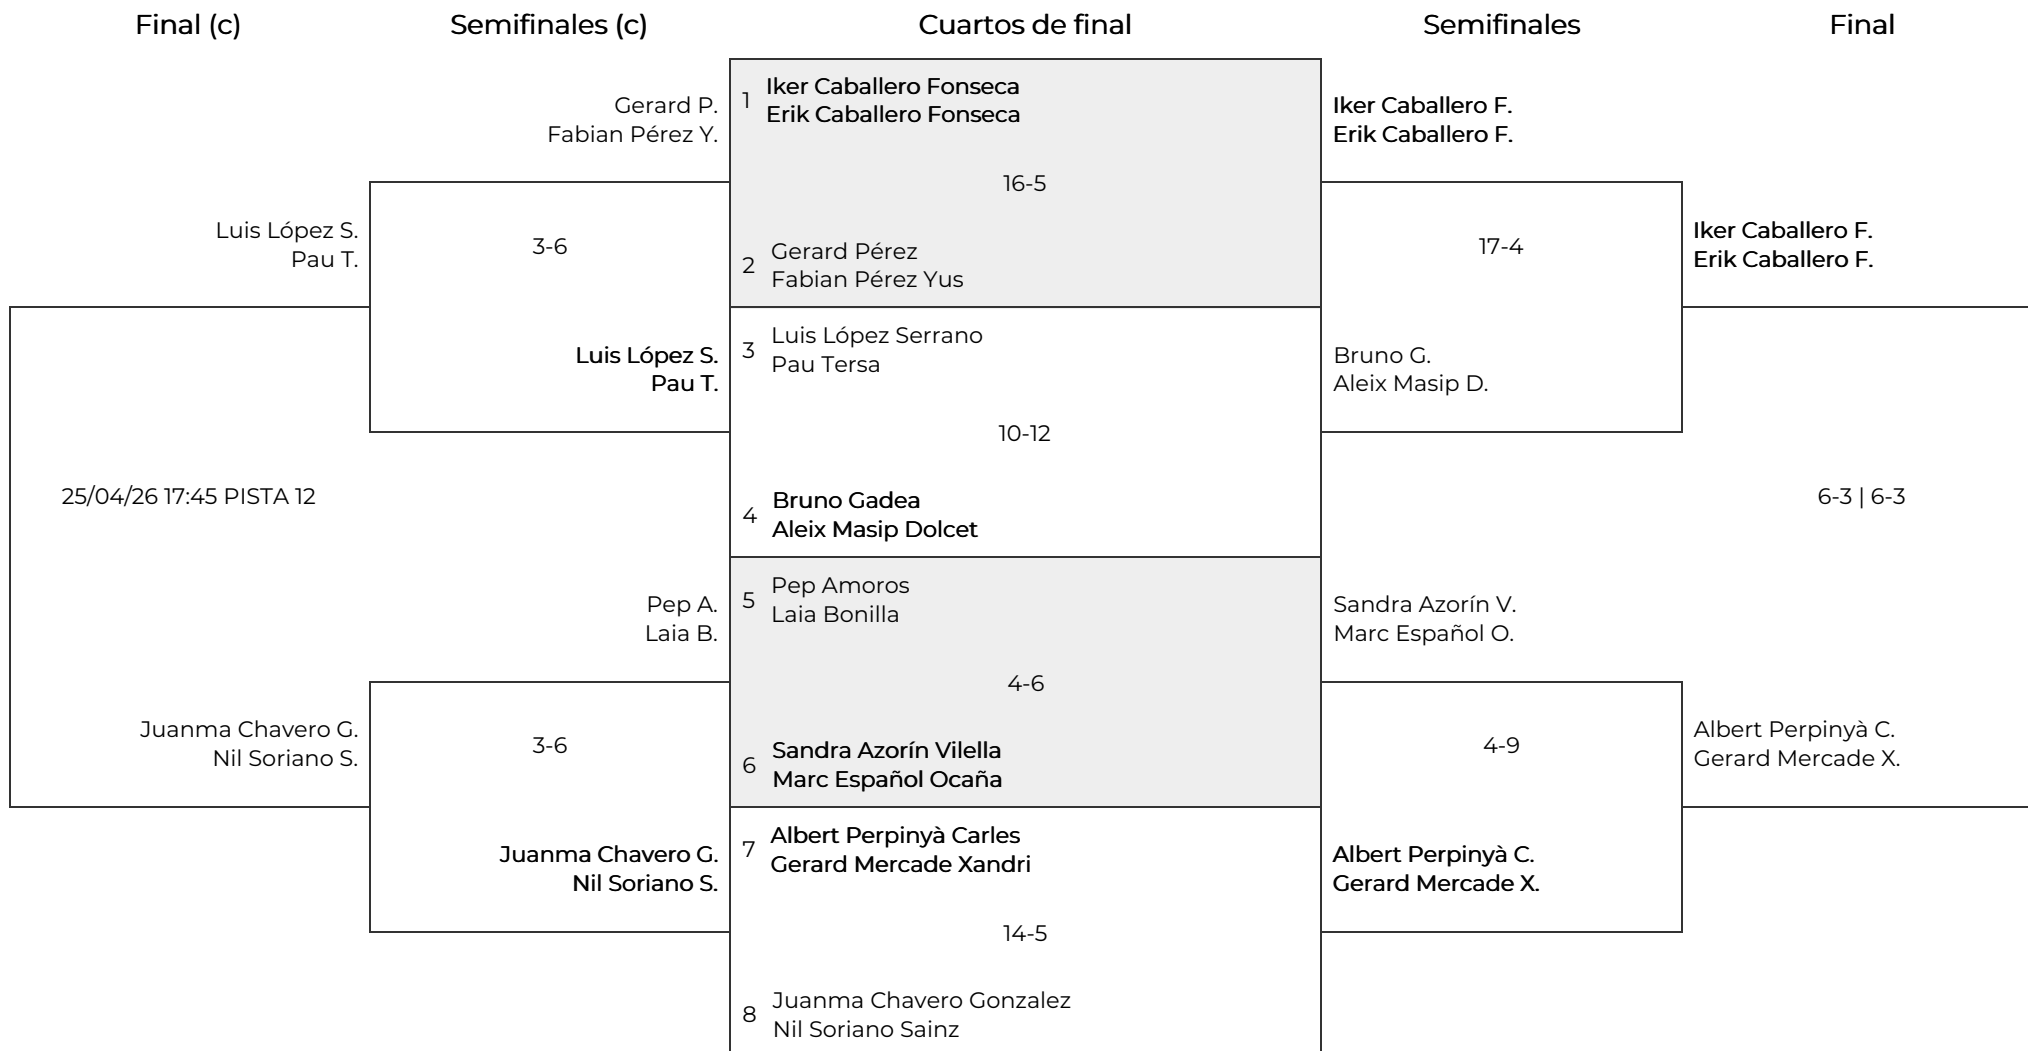 Final (c)
Semifinales (c)
Cuartos de final
Semifinales
Final
Luis López S.
Pau T.
25/04/26 17:45 PISTA 12
Juanma Chavero G.
Nil Soriano S.
Gerard P.
Fabian Pérez Y.
3-6
Luis López S.
Pau T.
Pep A.
Laia B.
3-6
Juanma Chavero G.
Nil Soriano S.
1 Iker Caballero Fonseca
Erik Caballero Fonseca
16-5
2 Gerard Pérez
Fabian Pérez Yus
3 Luis López Serrano
Pau Tersa
10-12
4 Bruno Gadea
Aleix Masip Dolcet
5 Pep Amoros
Laia Bonilla
4-6
6 Sandra Azorín Vilella
Marc Español Ocaña
7 Albert Perpinyà Carles
Gerard Mercade Xandri
14-5
8 Juanma Chavero Gonzalez
Nil Soriano Sainz
Iker Caballero F.
Erik Caballero F.
17-4
Bruno G.
Aleix Masip D.
Sandra Azorín V.
Marc Español O.
4-9
Albert Perpinyà C.
Gerard Mercade X.
Iker Caballero F.
Erik Caballero F.
6-3 | 6-3
Albert Perpinyà C.
Gerard Mercade X.